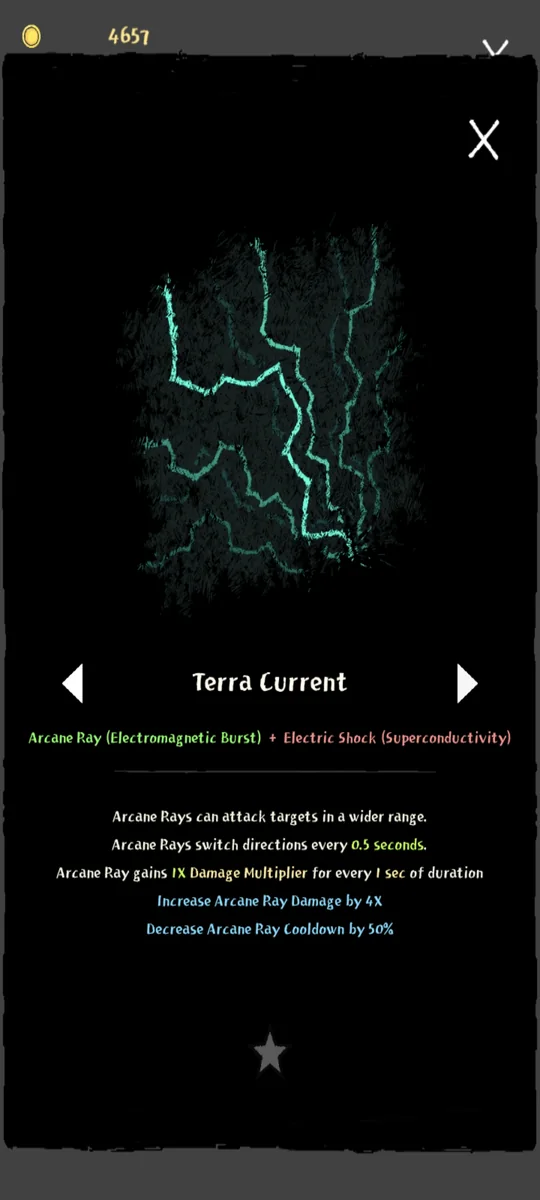 4657
X
Terra Current
Arcane Ray (Electromagnetic Burst) + Electric Shock (Superconductivity)
Arcane Rays can attack targets in a wider range.
Arcane Rays switch directions every 0.5 seconds.
Arcane Ray gains 1X Damage Multiplier for every 1 sec of duration
Increase Arcane Ray Damage by 4X
Decrease Arcane Ray Cooldown by 50%